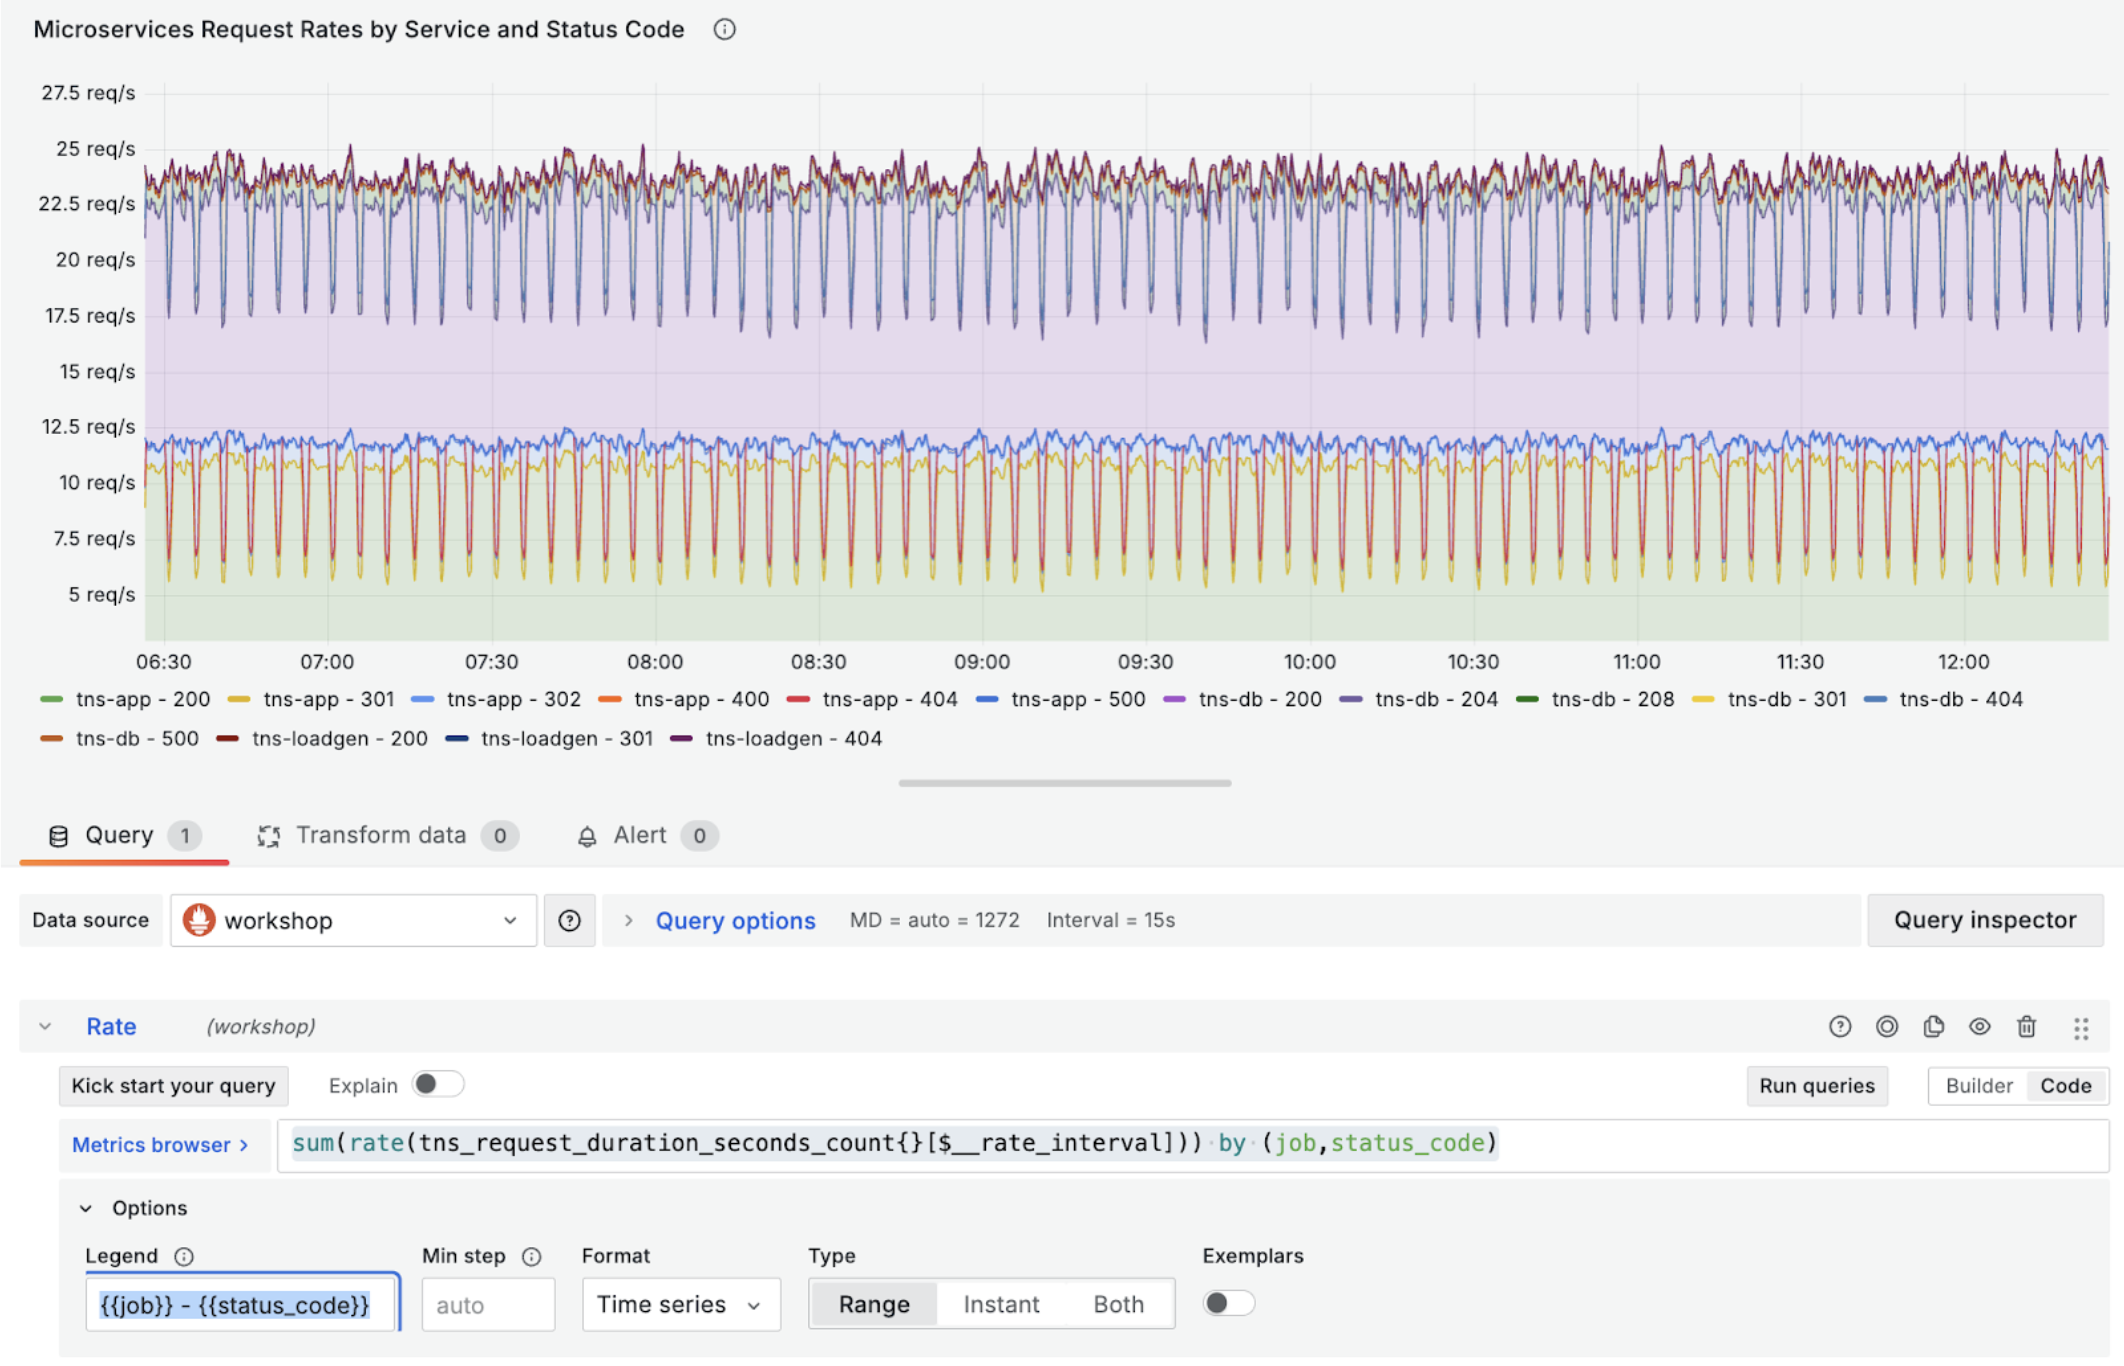 Microservices Request Rates by Service and Status Code
27.5 req/s
25 req/s
22.5 req/s
20 req/s
17.5 req/s
15 req/s
12.5 req/s
10 req/s
7.5 req/s
5 req/s
06:30 07:00 07:30 08:00 08:30 09:00 09:30 10:00 10:30 11:00 11:30 12:00
tns-app - 200 tns-app - 301 tns-app - 302 tns-app - 400 tns-app - 404 tns-app - 500 tns-db - 200 tns-db - 204 tns-db - 208 tns-db - 301 tns-db - 404
tns-db - 500 tns-loadgen - 200 tns-loadgen - 301 tns-loadgen - 404
Query 1 Transform data 0 Alert 0
Data source workshop Query options MD = auto = 1272 Interval = 15s Query inspector
Rate (workshop)
Kick start your query Explain Run queries Builder Code
Metrics browser > sum(rate(tns_request_duration_seconds_count{}[$__rate_interval])) by (job,status_code)
Options
Legend Min step Format Type Exemplars
{{job}} - {{status_code}} auto Time series Range Instant Both